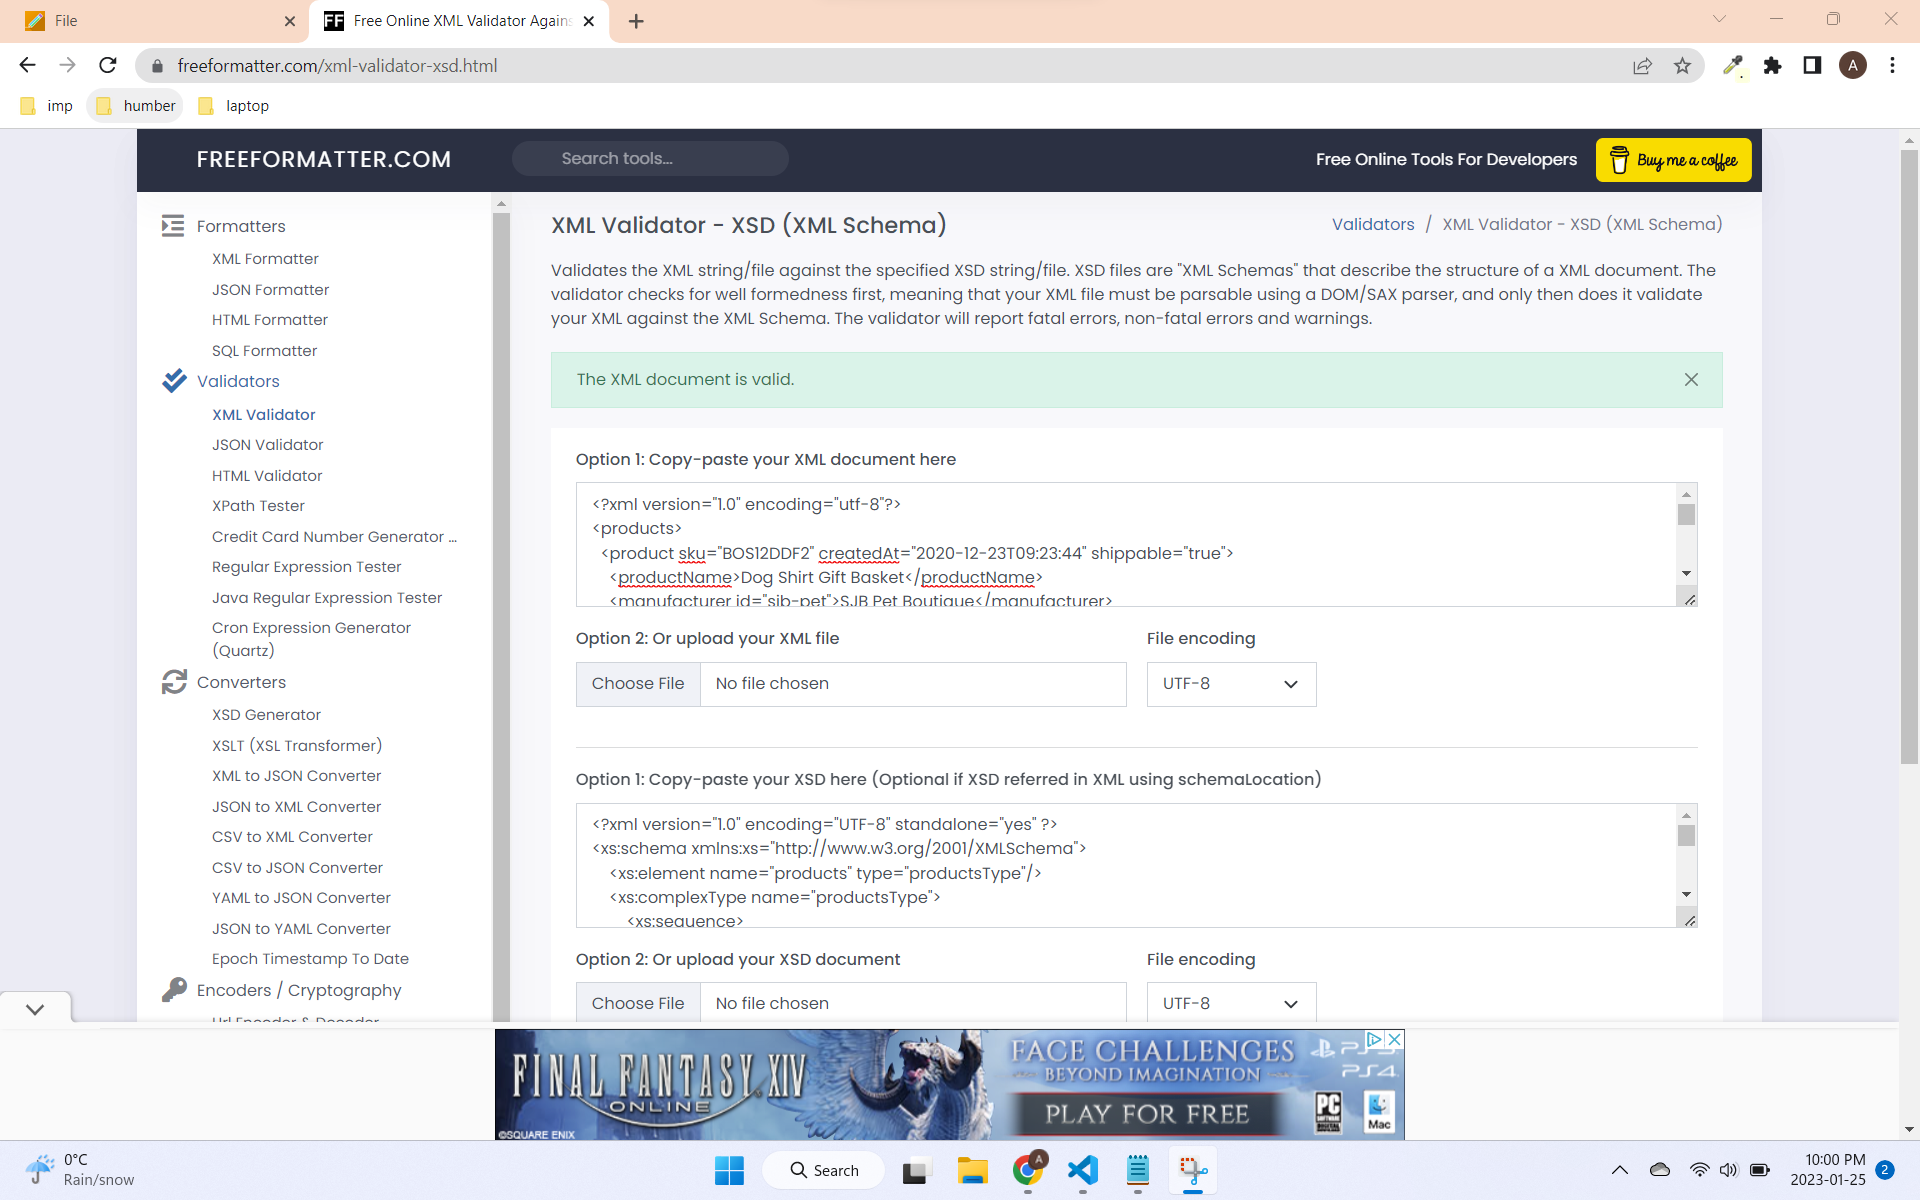 File
Free Online XML Validator Again
freeformatter.com/xml-validator-xsd.html
A
imp
humber
laptop
FREEFORMATTER.COM
Search tools...
Free Online Tools For Developers
Buy me a coffee
Formatters
XML Formatter
JSON Formatter
HTML Formatter
SQL Formatter
Validators
XML Validator
JSON Validator
HTML Validator
XPath Tester
Credit Card Number Generator ...
Regular Expression Tester
Java Regular Expression Tester
Cron Expression Generator
(Quartz)
Converters
XSD Generator
XSLT (XSL Transformer)
XML to JSON Converter
JSON to XML Converter
CSV to XML Converter
CSV to JSON Converter
YAML to JSON Converter
JSON to YAML Converter
Epoch Timestamp To Date
Encoders / Cryptography
Url Encoder & Decoder
XML Validator - XSD (XML Schema)
Validators / XML Validator - XSD (XML Schema)
Validates the XML string/file against the specified XSD string/file. XSD files are "XML Schemas" that describe the structure of a XML document. The
validator checks for well formedness first, meaning that your XML file must be parsable using a DOM/SAX parser, and only then does it validate
your XML against the XML Schema. The validator will report fatal errors, non-fatal errors and warnings.
The XML document is valid.
Option 1: Copy-paste your XML document here
<?xml version="1.0" encoding="utf-8"?>
<products>
<product sku="BOS12DDF2" createdAt="2020-12-23T09:23:44" shippable="true">
<productName>Dog Shirt Gift Basket</productName>
<manufacturer id="sjb-pet">SJB Pet Boutique</manufacturer>
Option 2: Or upload your XML file
File encoding
Choose File
No file chosen
UTF-8
Option 1: Copy-paste your XSD here (Optional if XSD referred in XML using schemaLocation)
<?xml version="1.0" encoding="UTF-8" standalone="yes" ?>
<xs:schema xmlns:xs="http://www.w3.org/2001/XMLSchema">
<xs:element name="products" type="productsType"/>
<xs:complexType name="productsType">
<xs:sequence>
Option 2: Or upload your XSD document
File encoding
Choose File
No file chosen
UTF-8
FINAL FANTASY XIV
ONLINE
©SQUARE ENIX
FACE CHALLENGES
BEYOND IMAGINATION
PLAY FOR FREE
PS5
PS4
PC
Mac
0°C
Rain/snow
Search
A
10:00 PM
2023-01-25
2